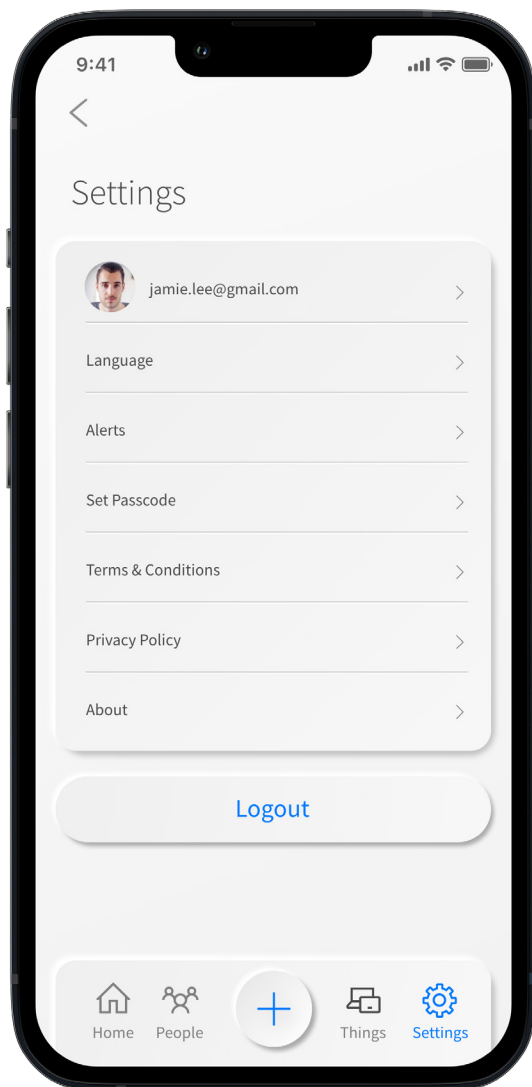 9:41
Settings
jamie.lee@gmail.com
Language
Alerts
Set Passcode
Terms & Conditions
Privacy Policy
About
Logout
Home People Things Settings